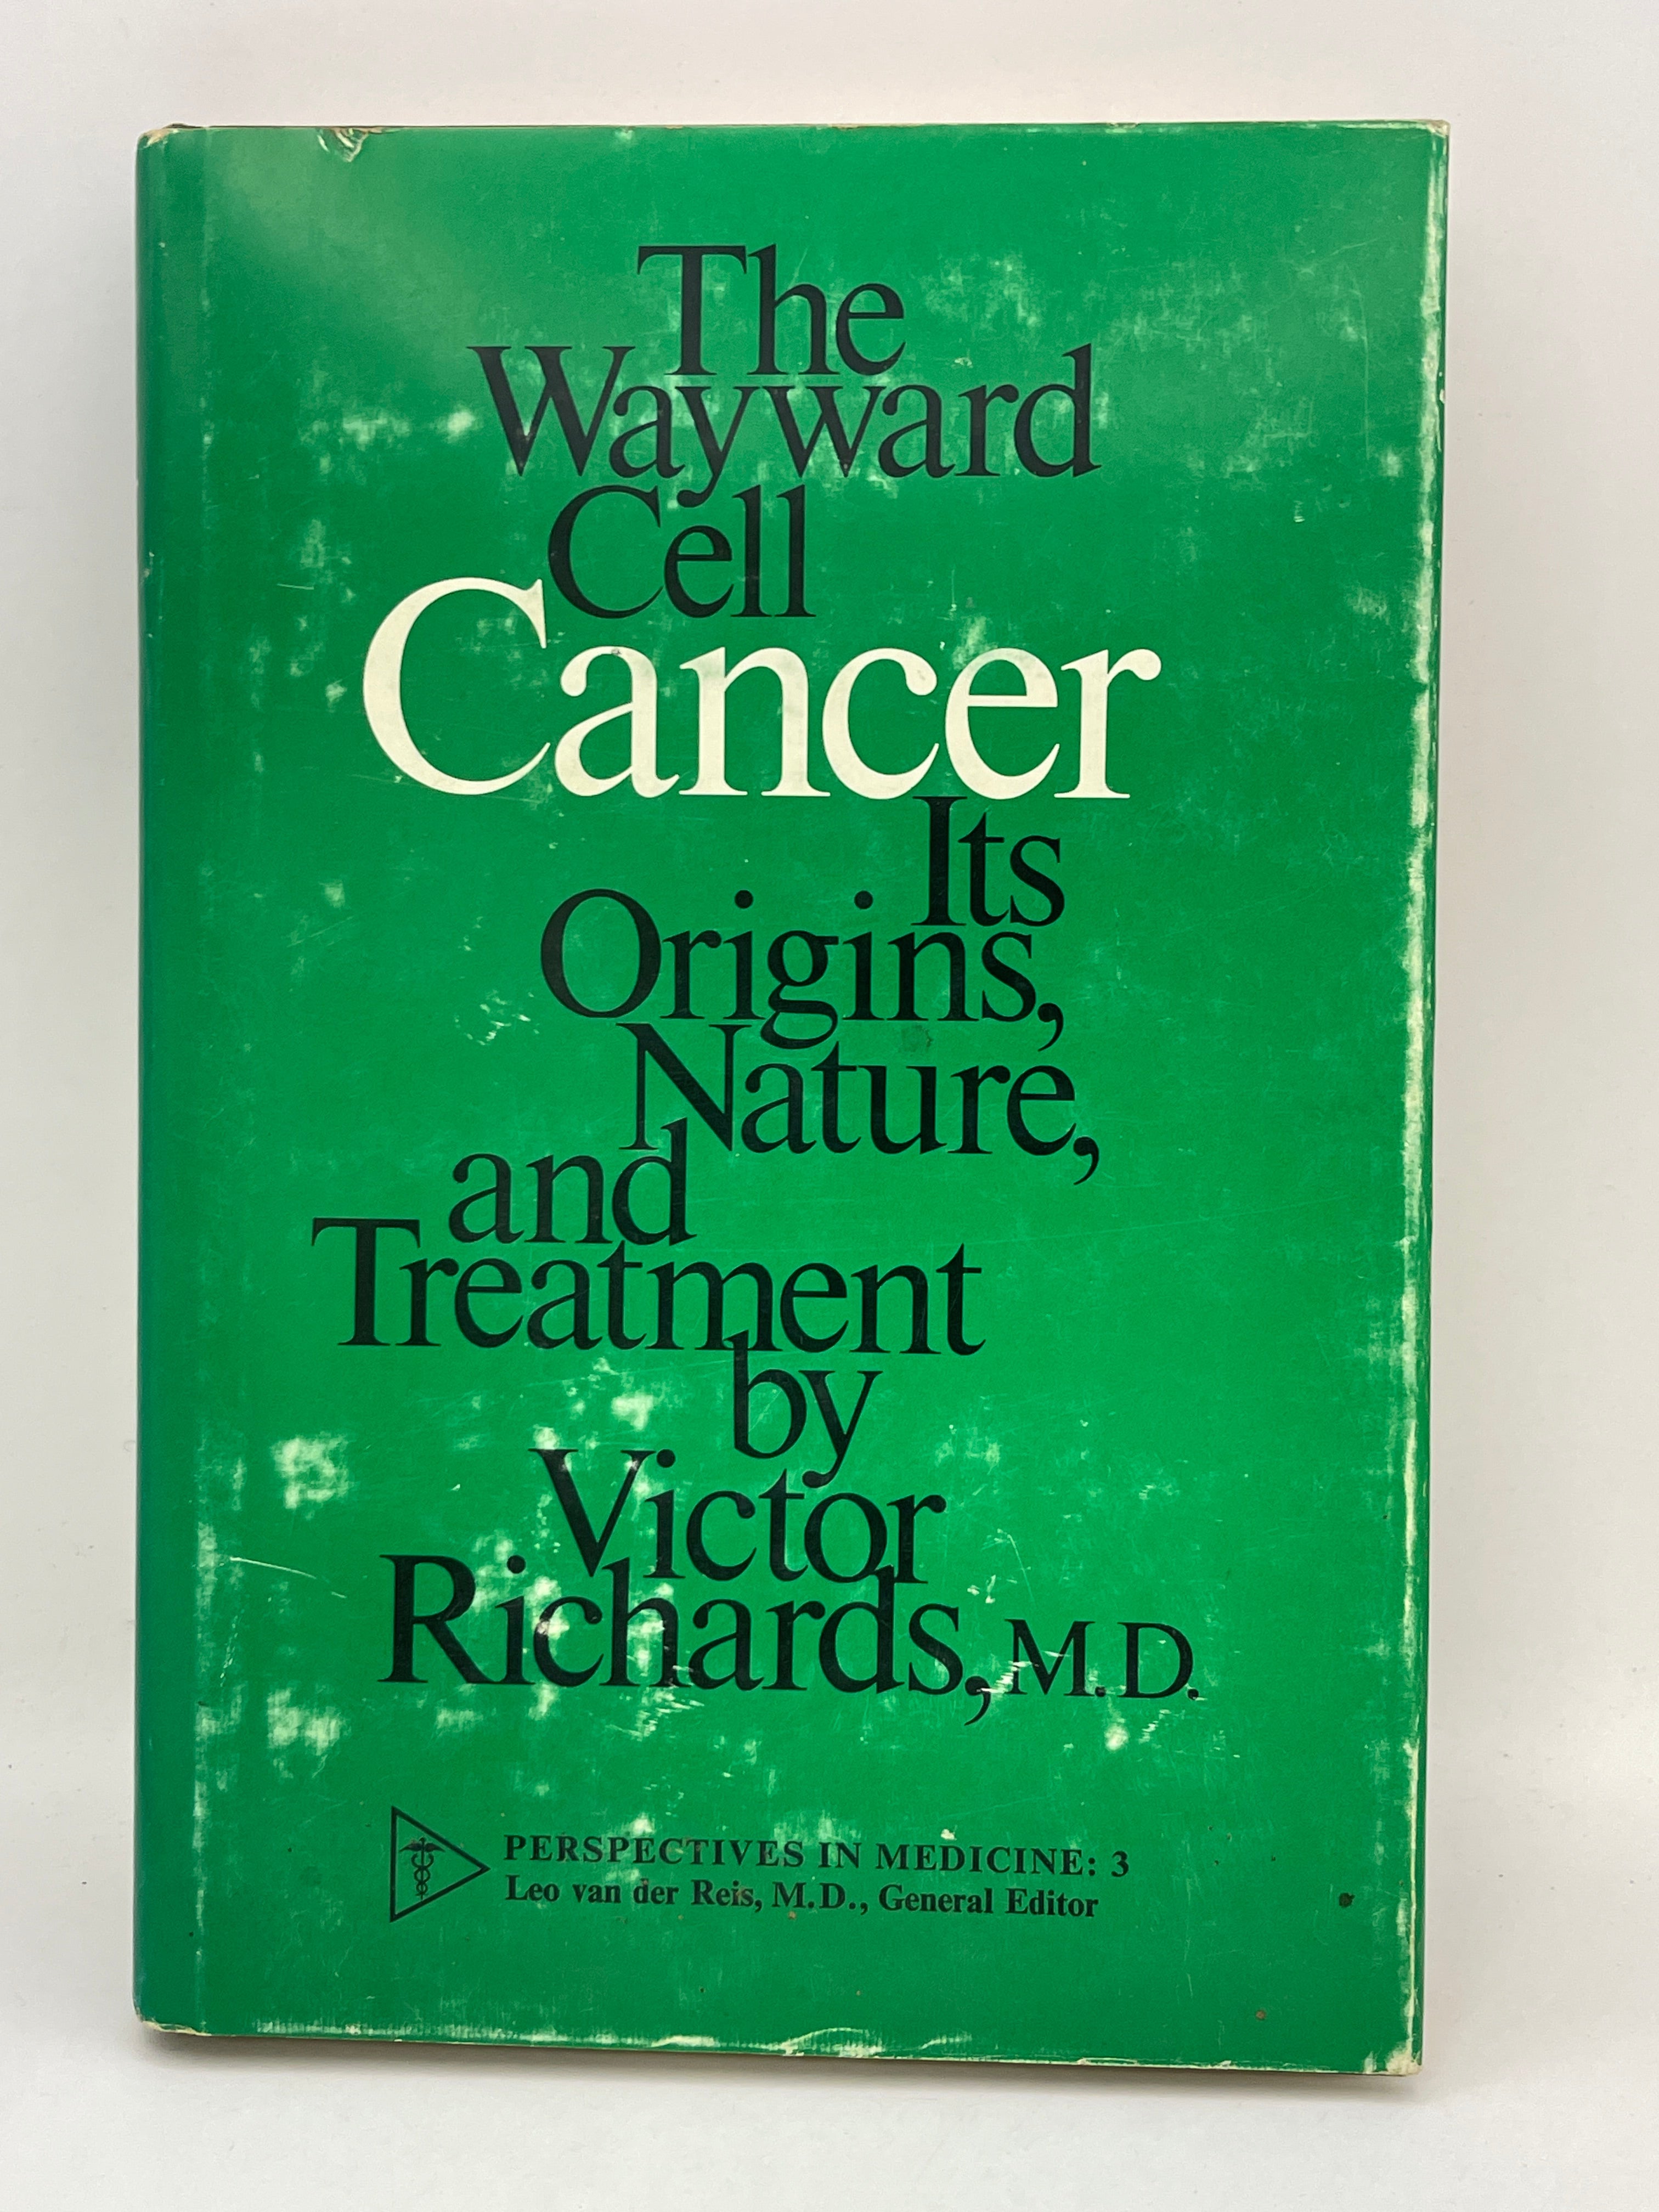 The
Wayward
Cell
Cancer
Its
Origins,
Nature,
and
Treatment
by
Victor
Richards, M.D.
PERSPECTIVES IN MEDICINE: 3
Leo van der Reis, M.D., General Editor